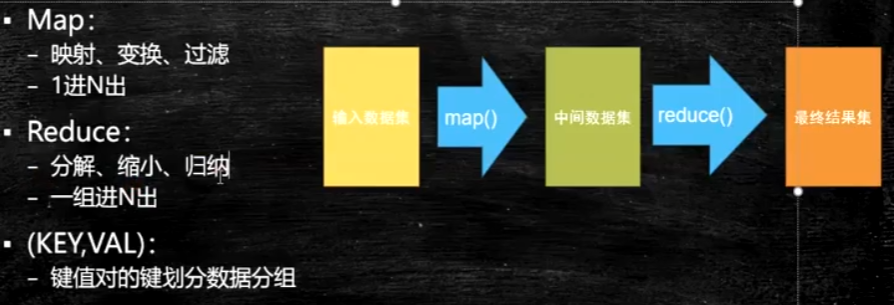 ▪ Map：
– 映射、变换、过滤
– 1进N出
▪ Reduce：
– 分解、缩小、归纳
– 一组进N出
▪ (KEY,VAL)：
– 键值对的键划分数据分组
输入数据集
map()
中间数据集
reduce()
最终结果集